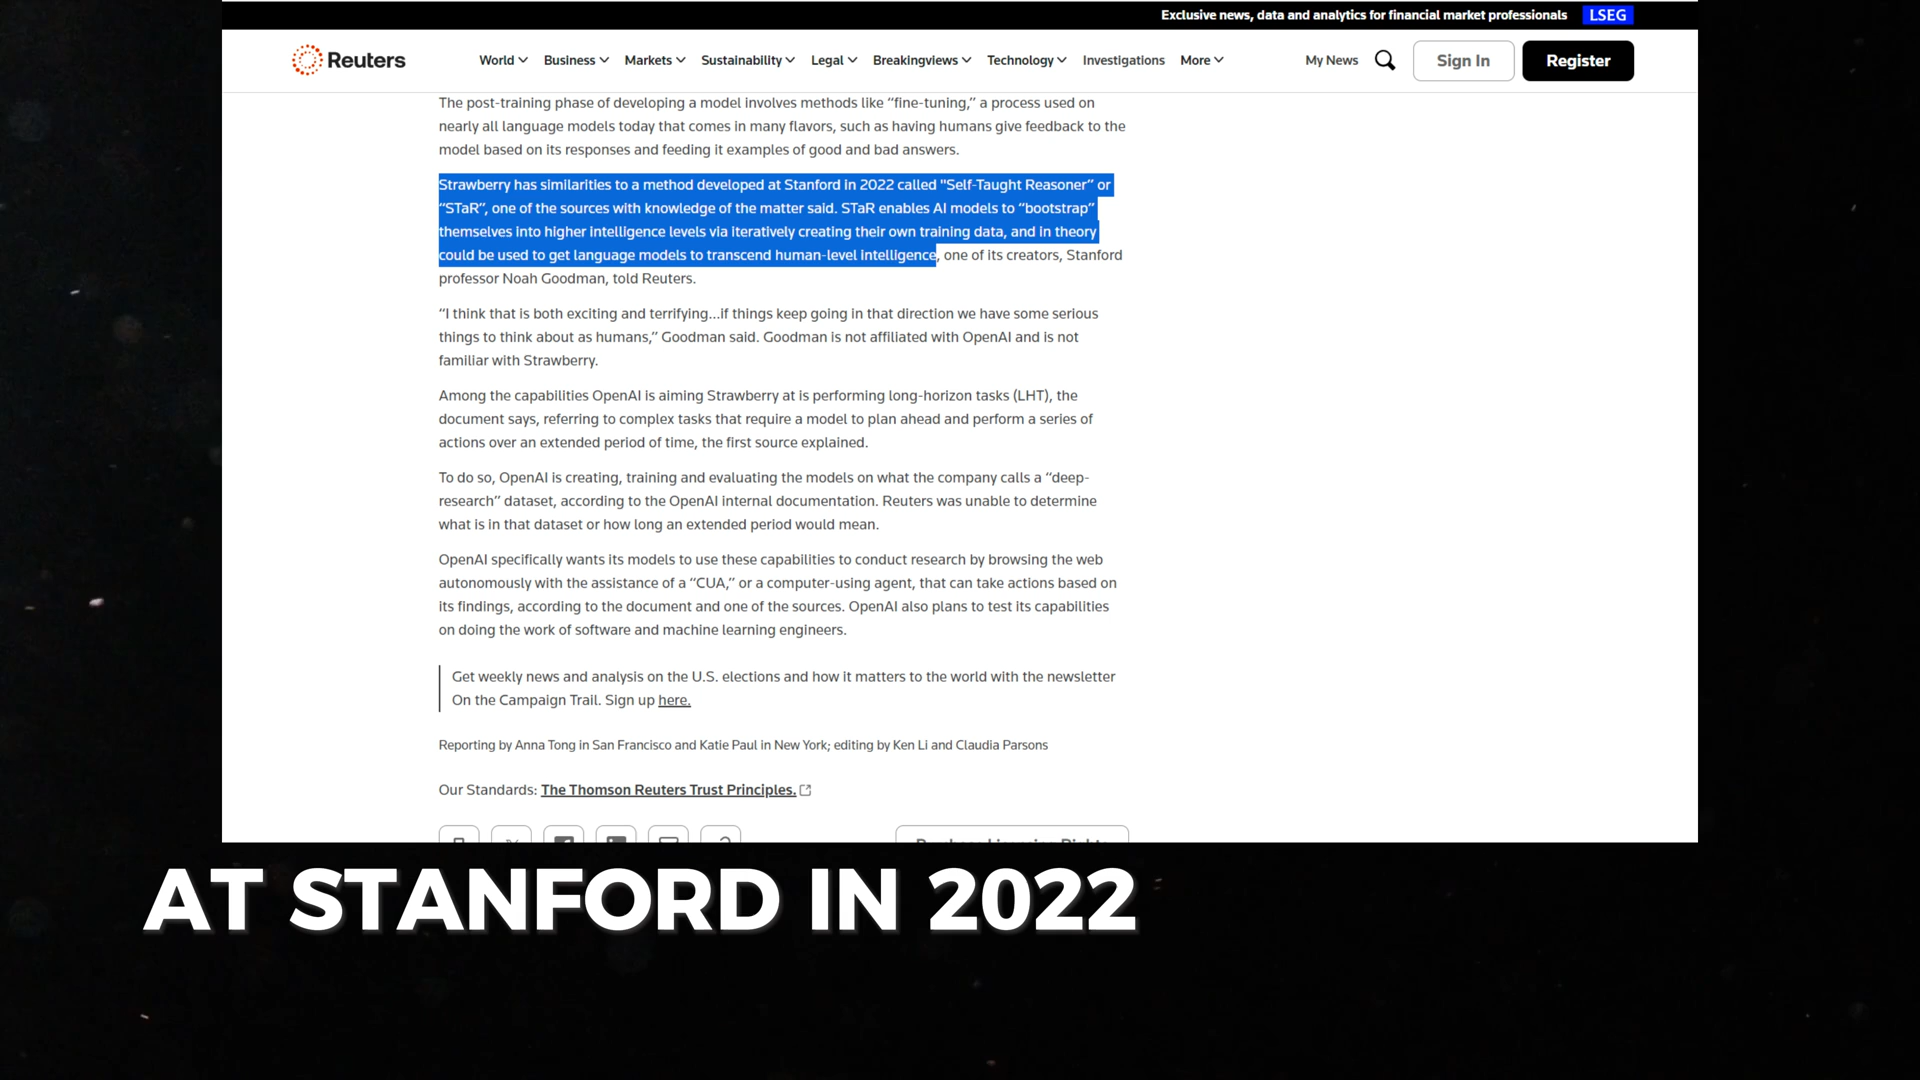 Exclusive news, data and analytics for financial market professionals LSEG
Reuters World Business Markets Sustainability Legal Breakingviews Technology Investigations More My News Sign In Register
The post-training phase of developing a model involves methods like “fine-tuning,” a process used on
nearly all language models today that comes in many flavors, such as having humans give feedback to the
model based on its responses and feeding it examples of good and bad answers.
Strawberry has similarities to a method developed at Stanford in 2022 called "Self-Taught Reasoner” or
“STaR”, one of the sources with knowledge of the matter said. STaR enables AI models to “bootstrap”
themselves into higher intelligence levels via iteratively creating their own training data, and in theory
could be used to get language models to transcend human-level intelligence, one of its creators, Stanford
professor Noah Goodman, told Reuters.
“I think that is both exciting and terrifying...if things keep going in that direction we have some serious
things to think about as humans,” Goodman said. Goodman is not affiliated with OpenAI and is not
familiar with Strawberry.
Among the capabilities OpenAI is aiming Strawberry at is performing long-horizon tasks (LHT), the
document says, referring to complex tasks that require a model to plan ahead and perform a series of
actions over an extended period of time, the first source explained.
To do so, OpenAI is creating, training and evaluating the models on what the company calls a “deep-
research” dataset, according to the OpenAI internal documentation. Reuters was unable to determine
what is in that dataset or how long an extended period would mean.
OpenAI specifically wants its models to use these capabilities to conduct research by browsing the web
autonomously with the assistance of a “CUA,” or a computer-using agent, that can take actions based on
its findings, according to the document and one of the sources. OpenAI also plans to test its capabilities
on doing the work of software and machine learning engineers.
Get weekly news and analysis on the U.S. elections and how it matters to the world with the newsletter
On the Campaign Trail. Sign up here.
Reporting by Anna Tong in San Francisco and Katie Paul in New York; editing by Ken Li and Claudia Parsons
Our Standards: The Thomson Reuters Trust Principles.
AT STANFORD IN 2022